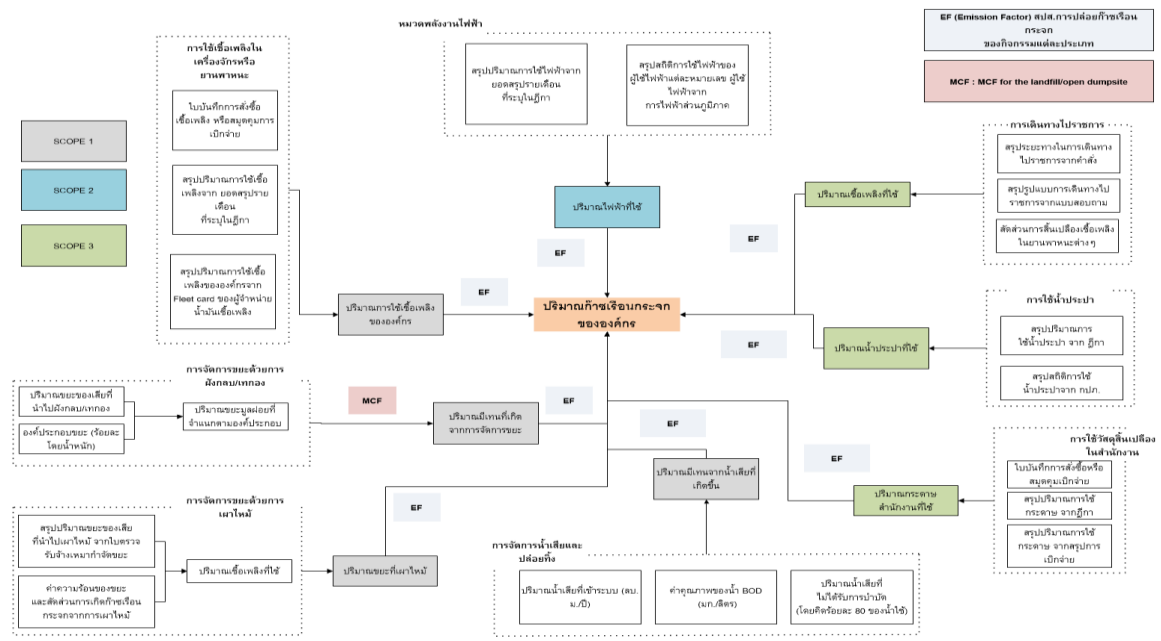 หมวดพลังงานไฟฟ้า
EF (Emission Factor) สปส.การปล่อยก๊าซเรือน
กระจก
ของกิจกรรมแต่ละประเภท
MCF : MCF for the landfill/open dumpsite
SCOPE 1
SCOPE 2
SCOPE 3
การใช้เชื้อเพลิงใน
เครื่องจักรหรือ
ยานพาหนะ
ใบบันทึกการสั่งซื้อ
เชื้อเพลิง หรือสมุดคุมการ
เบิกจ่าย
สรุปปริมาณการใช้เชื้อ
เพลิงจาก ยอดสรุปราย
เดือน
ที่ระบุในฎีกา
สรุปปริมาณการใช้เชื้อ
เพลิงขององค์กรจาก
Fleet card ของผู้จำหน่าย
น้ำมันเชื้อเพลิง
สรุปปริมาณการใช้ไฟฟ้าจาก
ยอดสรุปรายเดือน
ที่ระบุในฎีกา
สรุปสถิติการใช้ไฟฟ้าของ
ผู้ใช้ไฟฟ้าแต่ละหมายเลข ผู้ใช้
ไฟฟ้าจาก
การไฟฟ้าส่วนภูมิภาค
ปริมาณไฟฟ้าที่ใช้
EF
การเดินทางไปราชการ
สรุประยะทางในการเดินทาง
ไปราชการจากคำสั่ง
สรุปรูปแบบการเดินทางไป
ราชการจากแบบสอบถาม
สัดส่วนการสิ้นเปลืองเชื้อเพลิง
ในยานพาหนะต่างๆ
ปริมาณเชื้อเพลิงที่ใช้
EF
ปริมาณการใช้เชื้อเพลิง
ขององค์กร
EF
ปริมาณก๊าซเรือนกระจก
ขององค์กร
EF
ปริมาณน้ำประปาที่ใช้
การใช้น้ำประปา
สรุปปริมาณการ
ใช้น้ำประปา จาก ฎีกา
สรุปสถิติการใช้
น้ำประปาจาก กปภ.
การจัดการขยะด้วยการ
ฝังกลบ/เทกอง
ปริมาณขยะของเสียที่
นำไปฝังกลบ/เทกอง
องค์ประกอบขยะ (ร้อยละ
โดยน้ำหนัก)
ปริมาณขยะมูลฝอยที่
จำแนกตามองค์ประกอบ
MCF
ปริมาณมีเทนที่เกิด
จากการจัดการขยะ
EF
EF
ปริมาณมีเทนจากน้ำเสียที่
เกิดขึ้น
EF
ปริมาณกระดาษ
สำนักงานที่ใช้
การใช้วัสดุสิ้นเปลือง
ในสำนักงาน
ใบบันทึกการสั่งซื้อหรือ
สมุดคุมเบิกจ่าย
สรุปปริมาณการใช้
กระดาษ จากฎีกา
สรุปปริมาณการใช้
กระดาษ จากสรุปการ
เบิกจ่าย
การจัดการขยะด้วยการ
เผาไหม้
สรุปปริมาณขยะของเสีย
ที่นำไปเผาไหม้ จากใบตรวจ
รับจ้างเหมากำจัดขยะ
ค่าความร้อนของขยะ
และสัดส่วนการเกิดก๊าซเรือน
กระจกจากการเผาไหม้
ปริมาณเชื้อเพลิงที่ใช้
ปริมาณขยะที่เผาไหม้
EF
การจัดการน้ำเสียและ
ปล่อยทิ้ง
ปริมาณน้ำเสียที่เข้าระบบ (ลบ.
ม./ปี)
ค่าคุณภาพของน้ำ BOD
(มก./ลิตร)
ปริมาณน้ำเสียที่
ไม่ได้รับการบำบัด
(โดยคิดร้อยละ 80 ของน้ำใช้)